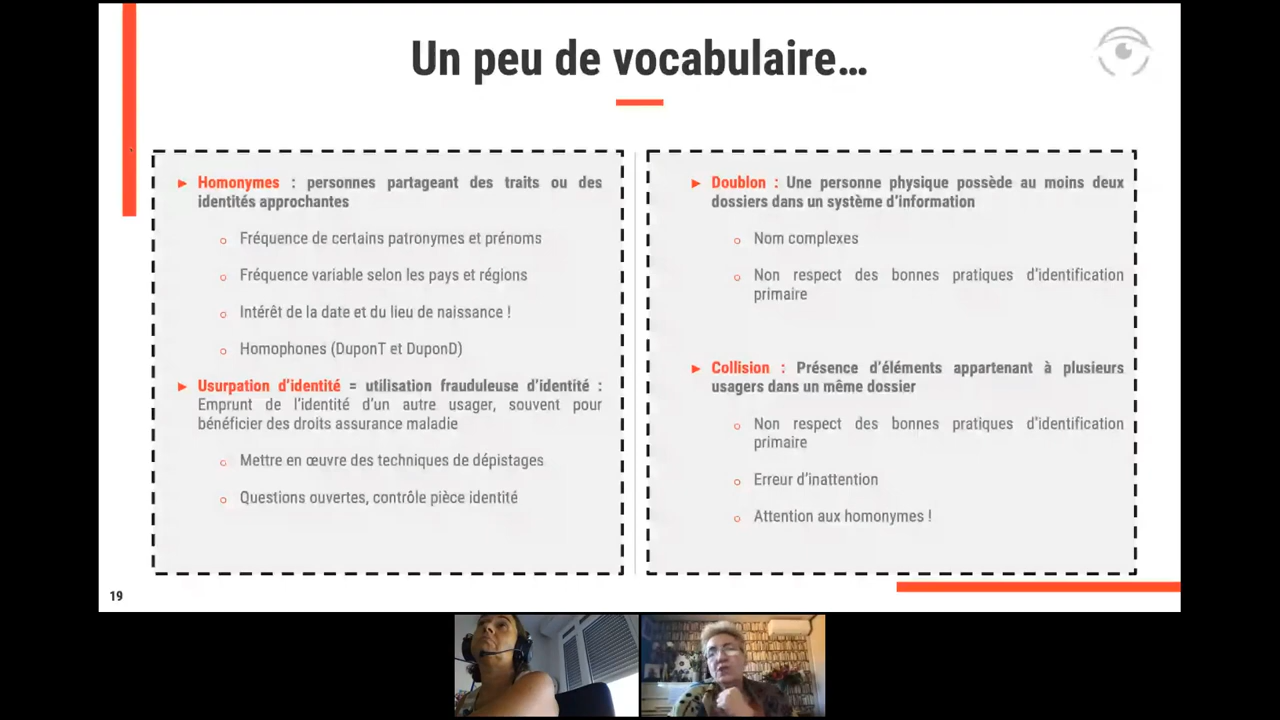 Un peu de vocabulaire…
► Homonymes : personnes partageant des traits ou des
identités approchantes
o Fréquence de certains patronymes et prénoms
o Fréquence variable selon les pays et régions
o Intérêt de la date et du lieu de naissance !
o Homophones (DuponT et DuponD)
► Usurpation d’identité = utilisation frauduleuse d’identité :
Emprunt de l’identité d’un autre usager, souvent pour
bénéficier des droits assurance maladie
o Mettre en œuvre des techniques de dépistages
o Questions ouvertes, contrôle pièce identité
► Doublon : Une personne physique possède au moins deux
dossiers dans un système d’information
o Nom complexes
o Non respect des bonnes pratiques d’identification
primaire
► Collision : Présence d’éléments appartenant à plusieurs
usagers dans un même dossier
o Non respect des bonnes pratiques d’identification
primaire
o Erreur d’inattention
o Attention aux homonymes !
19